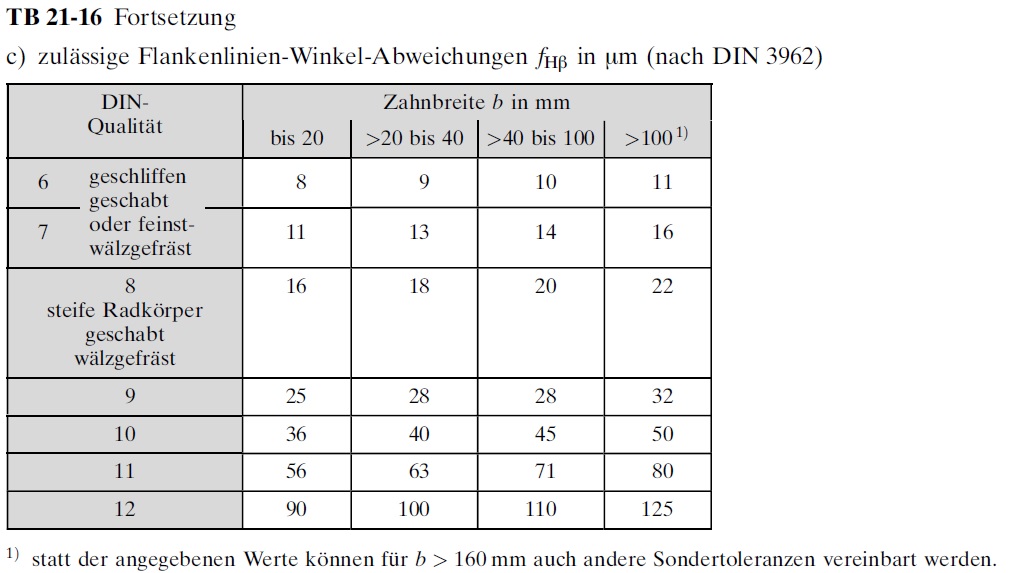 TB 21-16 Fortsetzung
c) zulässige Flankenlinien-Winkel-Abweichungen fHβ in µm (nach DIN 3962)
DIN-
Qualität
Zahnbreite b in mm
bis 20 >20 bis 40 >40 bis 100 >100 1)
6 geschliffen 8 9 10 11
geschabt
7 oder feinst- 11 13 14 16
wälzgefräst
8 16 18 20 22
steife Radkörper
geschabt
wälzgefräst
9 25 28 28 32
10 36 40 45 50
11 56 63 71 80
12 90 100 110 125
1) statt der angegebenen Werte können für b > 160 mm auch andere Sondertoleranzen vereinbart werden.